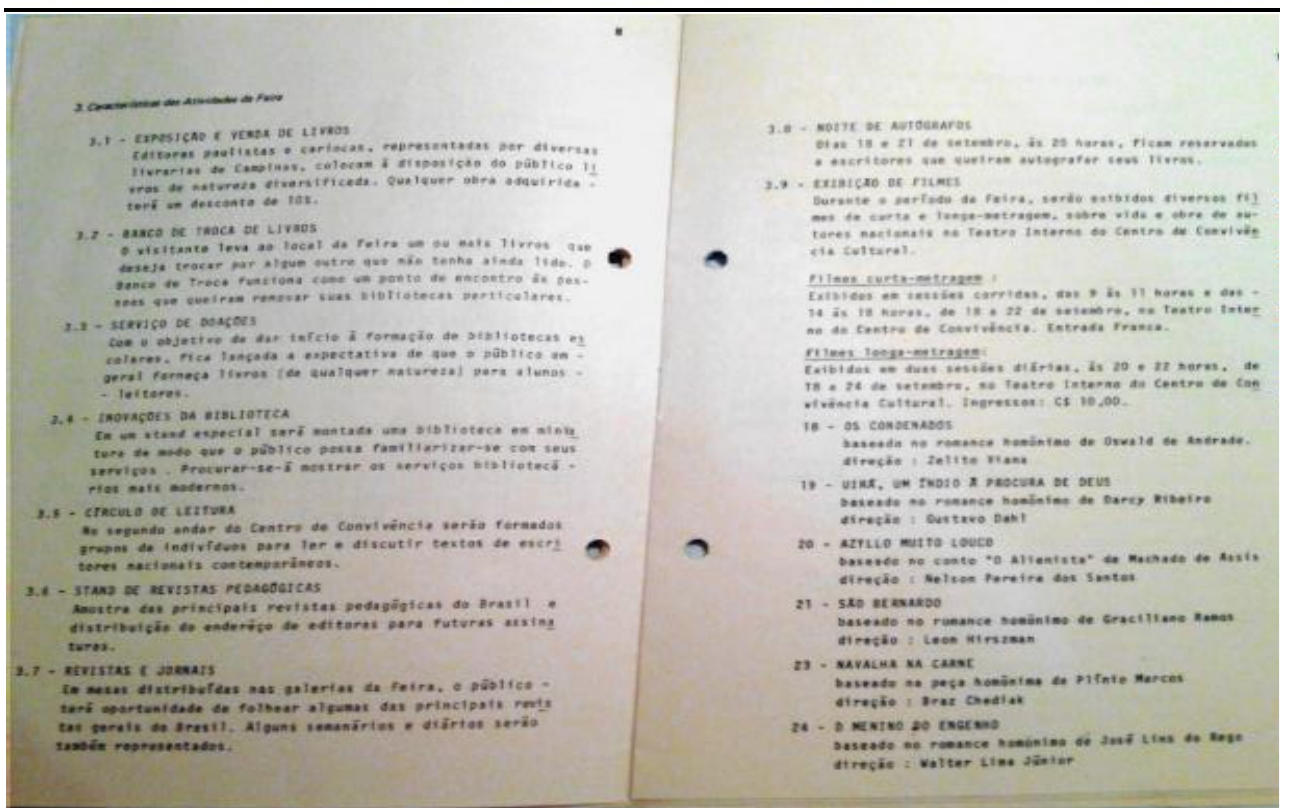 3. Características das Atividades da Feira
3.1 - EXPOSIÇÃO E VENDA DE LIVROS
Editoras paulistas e cariocas, representadas por diversas
livrarias de Campinas, colocam à disposição do público li
vros de natureza diversificada. Qualquer obra adquirida -
terá um desconto de 10%.
3.2 - BANCO DE TROCA DE LIVROS
O visitante leva ao local da Feira um ou mais livros que
deseja trocar por algum outro que não tenha ainda lido. O
Banco de Troca funciona como um ponto de encontro às pes-
soas que queiram renovar suas bibliotecas particulares.
3.3 - SERVIÇO DE DOAÇÕES
Com o objetivo de dar início à formação de bibliotecas es
colares, fica lançada a expectativa de que o público em -
geral forneça livros (de qualquer natureza) para alunos -
- leitores.
3.4 - INOVAÇÕES DA BIBLIOTECA
Em um stand especial será montada uma biblioteca em minia
tura de modo que o público possa familiarizar-se com seus
serviços . Procurar-se-á mostrar os serviços bibliotecá -
rios mais modernos.
3.5 - CÍRCULO DE LEITURA
No segundo andar do Centro de Convivência serão formados
grupos de indivíduos para ler e discutir textos de escri
tores nacionais contemporâneos.
3.6 - STAND DE REVISTAS PEDAGÓGICAS
Amostra das principais revistas pedagógicas do Brasil e
distribuição do enderêço de editoras para futuras assina
turas.
3.7 - REVISTAS E JORNAIS
Em mesas distribuídas nas galerias da Feira, o público -
terá oportunidade de folhear algumas das principais revis
tas gerais do Brasil. Alguns semanários e diários serão
também representados.
3.8 - NOITE DE AUTÓGRAFOS
Dias 18 e 21 de setembro, às 20 horas, ficam reservados
a escritores que queiram autografar seus livros.
3.9 - EXIBIÇÃO DE FILMES
Durante o período da Feira, serão exibidos diversos fil
mes de curta e longa-metragem, sobre vida e obra de au-
tores nacionais no Teatro Interno do Centro de Convivên
cia Cultural.
Filmes curta-metragem :
Exibidos em sessões corridas, das 9 às 11 horas e das -
14 às 18 horas, de 18 a 22 de setembro, no Teatro Inter
no do Centro de Convivência. Entrada Franca.
Filmes longa-metragem:
Exibidos em duas sessões diárias, às 20 e 22 horas, de
18 a 24 de setembro, no Teatro Interno do Centro de Con
vivência Cultural. Ingressos: C$ 10,00.
18 - OS CONDENADOS
baseado no romance homônimo de Oswald de Andrade.
direção : Zelito Viana
19 - UIRÁ, UM ÍNDIO À PROCURA DE DEUS
baseado no romance homônimo de Darcy Ribeiro
direção : Gustavo Dahl
20 - AZYLLO MUITO LOUCO
baseado no conto "O Alienista" de Machado de Assis
direção : Nelson Pereira dos Santos
21 - SÃO BERNARDO
baseado no romance homônimo de Graciliano Ramos
direção : Leon Hirszman
23 - NAVALHA NA CARNE
baseado na peça homônima de Plínio Marcos
direção : Braz Chediak
24 - O MENINO DO ENGENHO
baseado no romance homônimo de José Lins do Rego
direção : Walter Lima Júnior